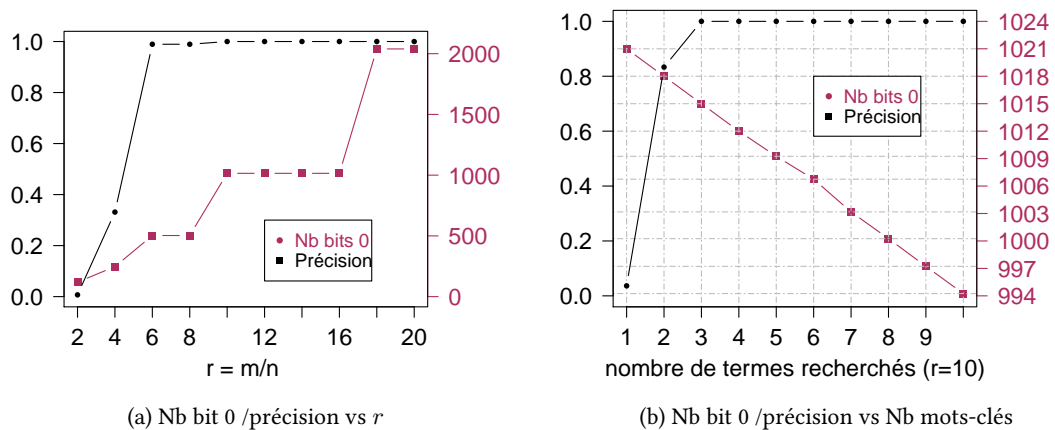 1.0
0.8
0.6
0.4
0.2
0.0
2000
1500
1000
500
0
Nb bits 0
Précision
2 4 6 8 12 16 20
r = m/n
(a) Nb bit 0 /précision vs r
1.0
0.8
0.6
0.4
0.2
0.0
1024
1021
1018
1015
1012
1009
1006
1003
1000
997
994
Nb bits 0
Précision
1 2 3 4 5 6 7 8 9
nombre de termes recherchés (r=10)
(b) Nb bit 0 /précision vs Nb mots-clés